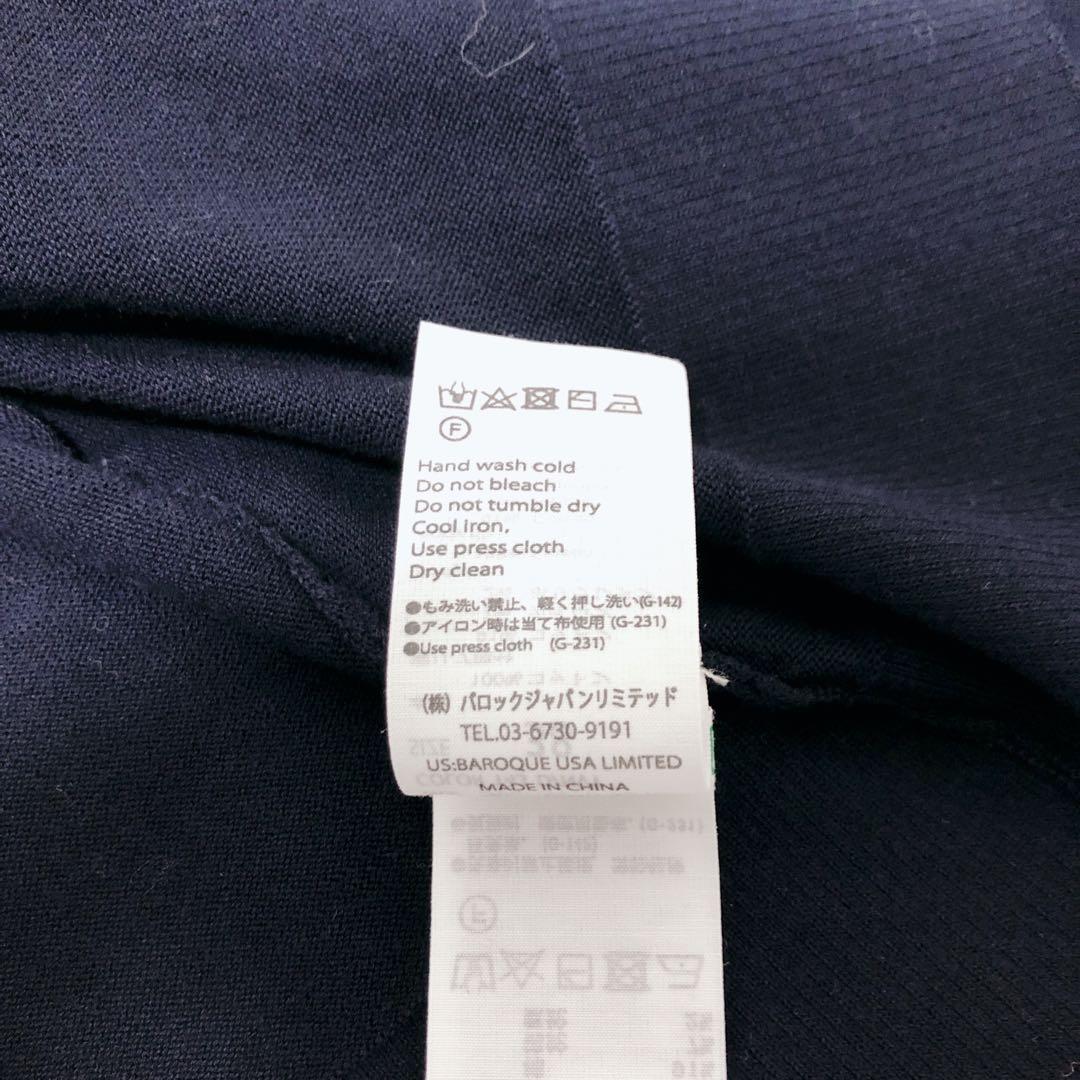 F
Hand wash cold
Do not bleach
Do not tumble dry
Cool iron,
Use press cloth
Dry clean
●もみ洗い禁止、軽く押し洗い(G-142)
●アイロン時は当て布使用 (G-231)
●Use press cloth (G-231)
(株) バロックジャパンリミテッド
TEL.03-6730-9191
US:BAROQUE USA LIMITED
MADE IN CHINA